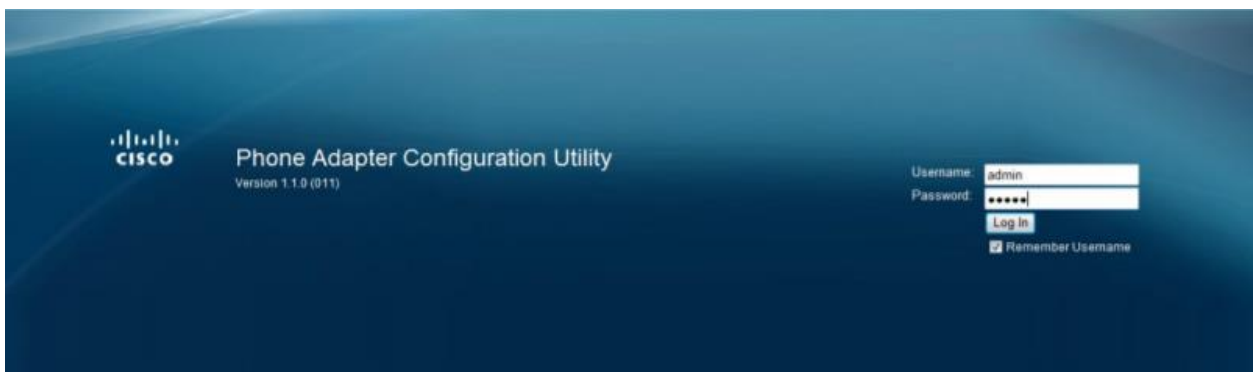 CISCO
Phone Adapter Configuration Utility
Version 1.1.0 (011)
Username: admin
Password: •••••
Log In
Remember Username